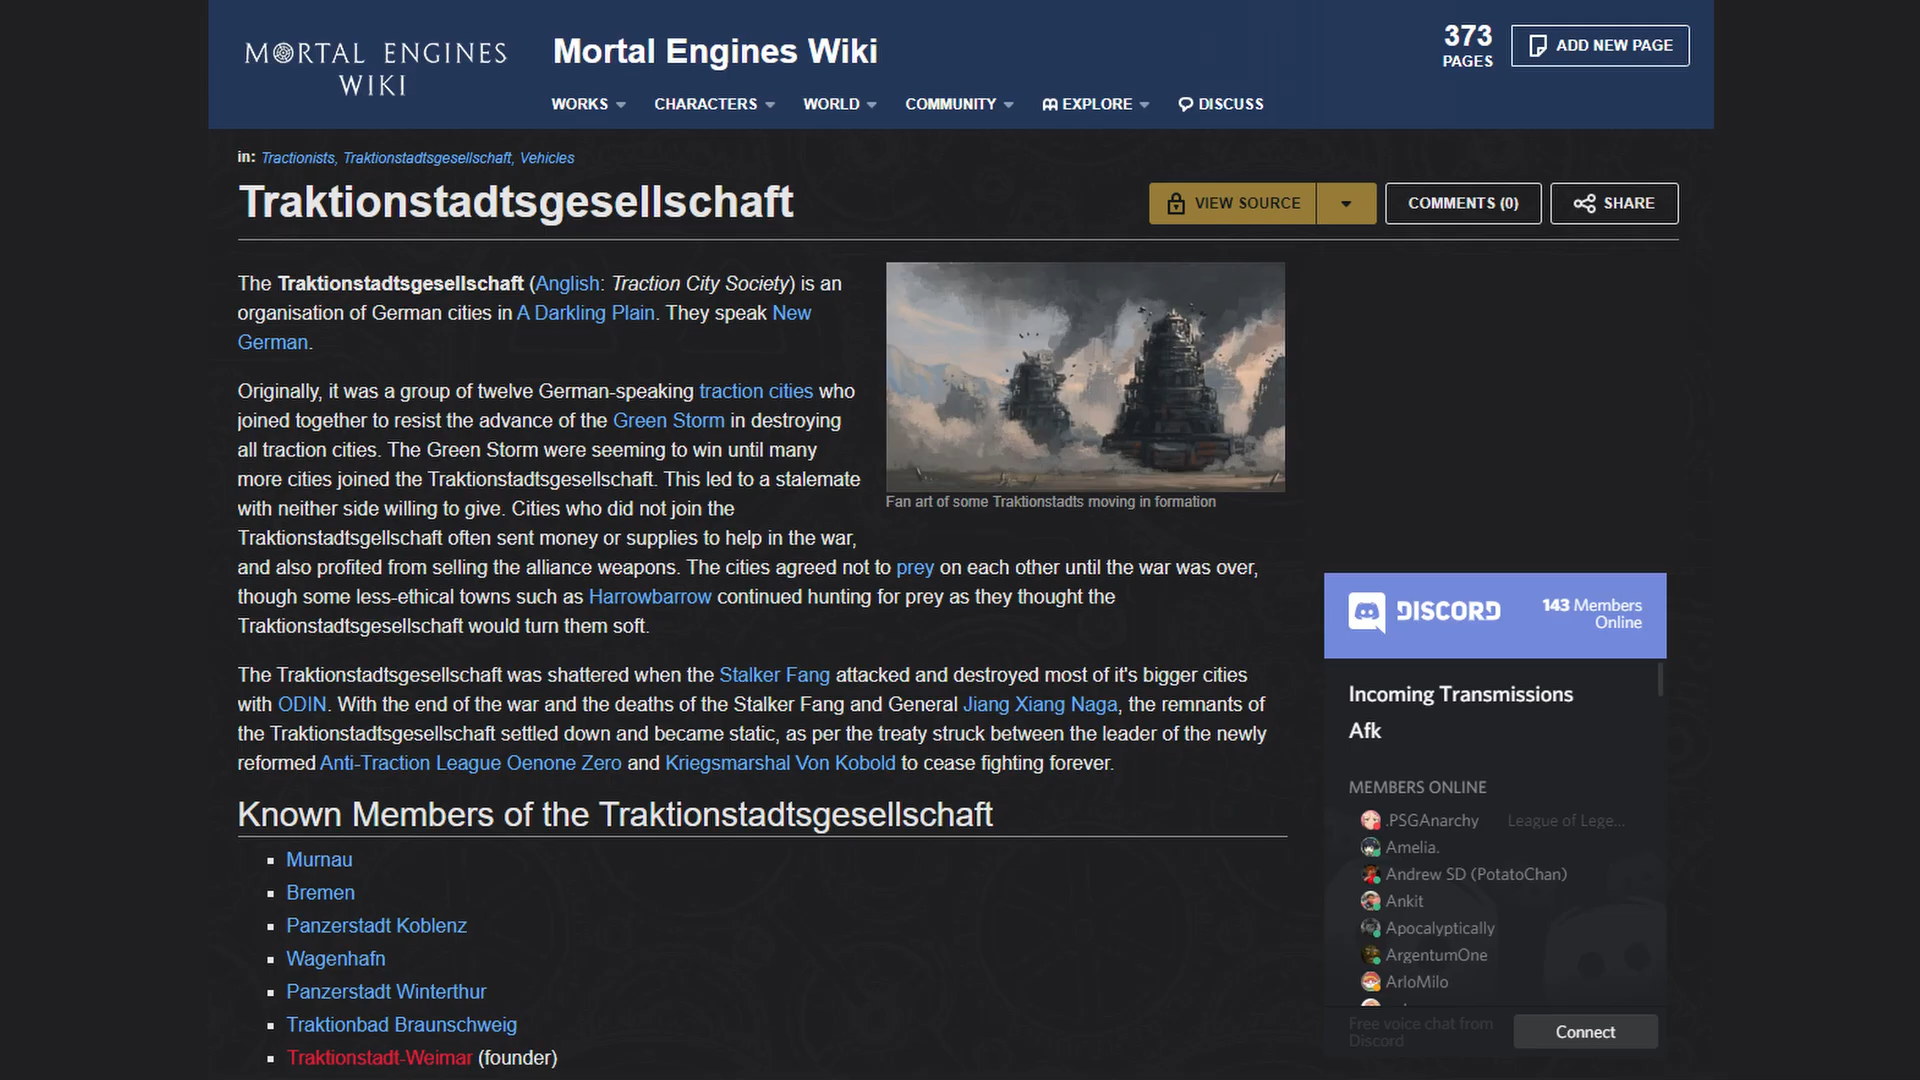 MORTAL ENGINES
WIKI
Mortal Engines Wiki
373
PAGES
ADD NEW PAGE
WORKS
CHARACTERS
WORLD
COMMUNITY
EXPLORE
DISCUSS
in: Tractionists, Traktionstadtsgesellschaft, Vehicles
Traktionstadtsgesellschaft
VIEW SOURCE
COMMENTS (0)
SHARE
The Traktionstadtsgesellschaft (Anglish: Traction City Society) is an
organisation of German cities in A Darkling Plain. They speak New
German.
Originally, it was a group of twelve German-speaking traction cities who
joined together to resist the advance of the Green Storm in destroying
all traction cities. The Green Storm were seeming to win until many
more cities joined the Traktionstadtsgesellschaft. This led to a stalemate
with neither side willing to give. Cities who did not join the
Traktionstadtsgellschaft often sent money or supplies to help in the war,
and also profited from selling the alliance weapons. The cities agreed not to prey on each other until the war was over,
though some less-ethical towns such as Harrowbarrow continued hunting for prey as they thought the
Traktionstadtsgesellschaft would turn them soft.
Fan art of some Traktionstadts moving in formation
The Traktionstadtsgesellschaft was shattered when the Stalker Fang attacked and destroyed most of it's bigger cities
with ODIN. With the end of the war and the deaths of the Stalker Fang and General Jiang Xiang Naga, the remnants of
the Traktionstadtsgesellschaft settled down and became static, as per the treaty struck between the leader of the newly
reformed Anti-Traction League Oenone Zero and Kriegsmarshal Von Kobold to cease fighting forever.
Known Members of the Traktionstadtsgesellschaft
Murnau
Bremen
Panzerstadt Koblenz
Wagenhafn
Panzerstadt Winterthur
Traktionbad Braunschweig
Traktionstadt-Weimar (founder)
DISCORD
143 Members
Online
Incoming Transmissions
Afk
MEMBERS ONLINE
.PSGAnarchy League of Lege...
Amelia.
Andrew SD (PotatoChan)
Ankit
Apocalyptically
ArgentumOne
ArloMilo
Free voice chat from
Discord
Connect